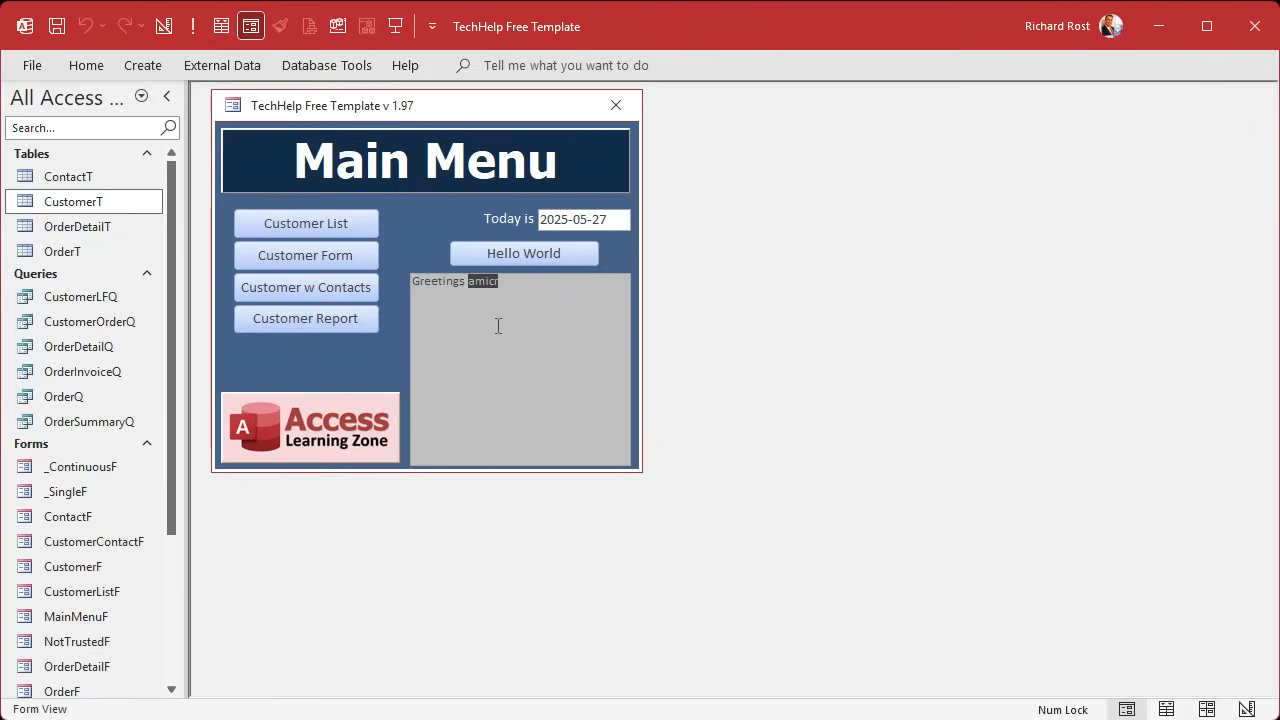 TechHelp Free Template
Richard Rost
File
Home
Create
External Data
Database Tools
Help
Tell me what you want to do
All Access ...
Search...
Tables
ContactT
CustomerT
OrderDetailT
OrderT
Queries
CustomerLFQ
CustomerOrderQ
OrderDetailQ
OrderInvoiceQ
OrderQ
OrderSummaryQ
Forms
_ContinuousF
_SingleF
ContactF
CustomerContactF
CustomerF
CustomerListF
MainMenuF
NotTrustedF
OrderDetailF
OrderF
TechHelp Free Template v 1.97
Main Menu
Customer List
Customer Form
Customer w Contacts
Customer Report
Today is 2025-05-27
Hello World
Greetings amicr
A Access
Learning Zone
Form View
Num Lock